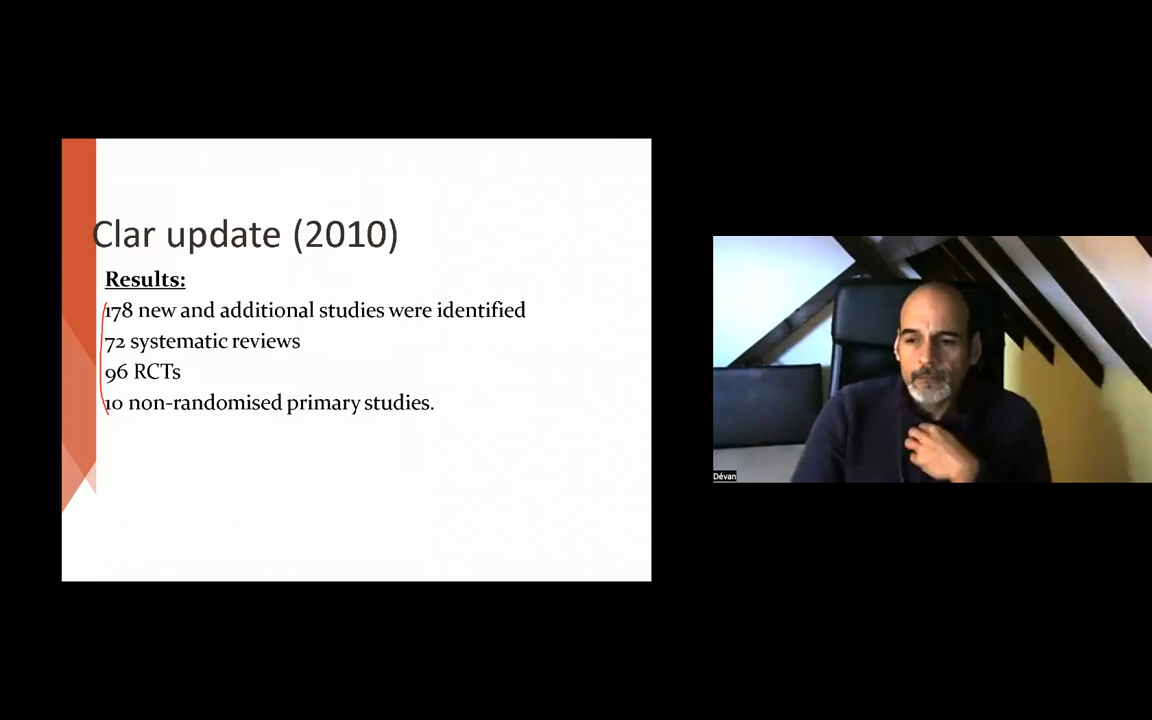 Clar update (2010)
Results:
178 new and additional studies were identified
72 systematic reviews
96 RCTs
10 non-randomised primary studies.
Dévan